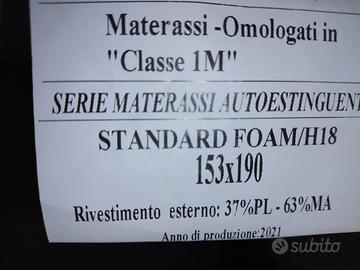 Materassi -Omologati in
"Classe 1M"
SERIE MATERASSI AUTOESTINGUENT
STANDARD FOAM/H18
153x190
Rivestimento esterno: 37%PL - 63%MA
Anno di produzione: 2021
subito